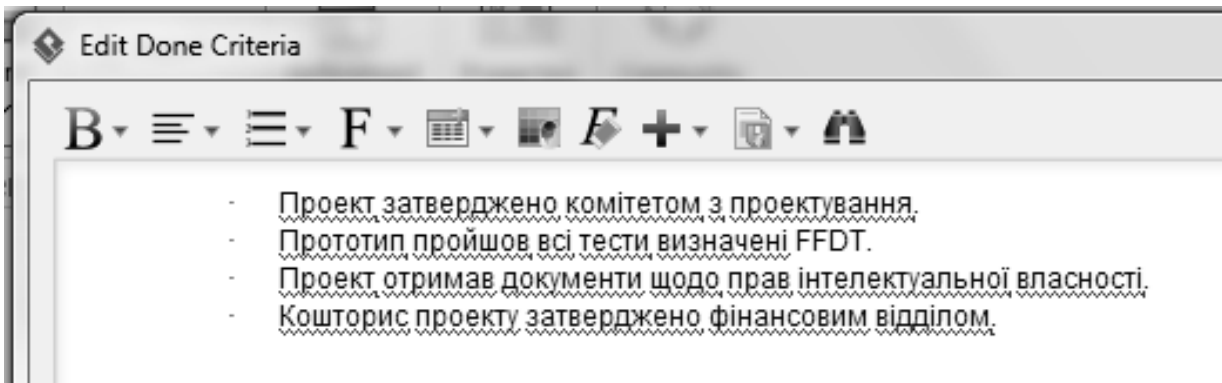 Edit Done Criteria
B F F
Проект затверджено комітетом з проектування.
Прототип пройшов всі тести визначені FFDT.
Проект отримав документи щодо прав інтелектуальної власності.
Кошторис проекту затверджено фінансовим відділом.